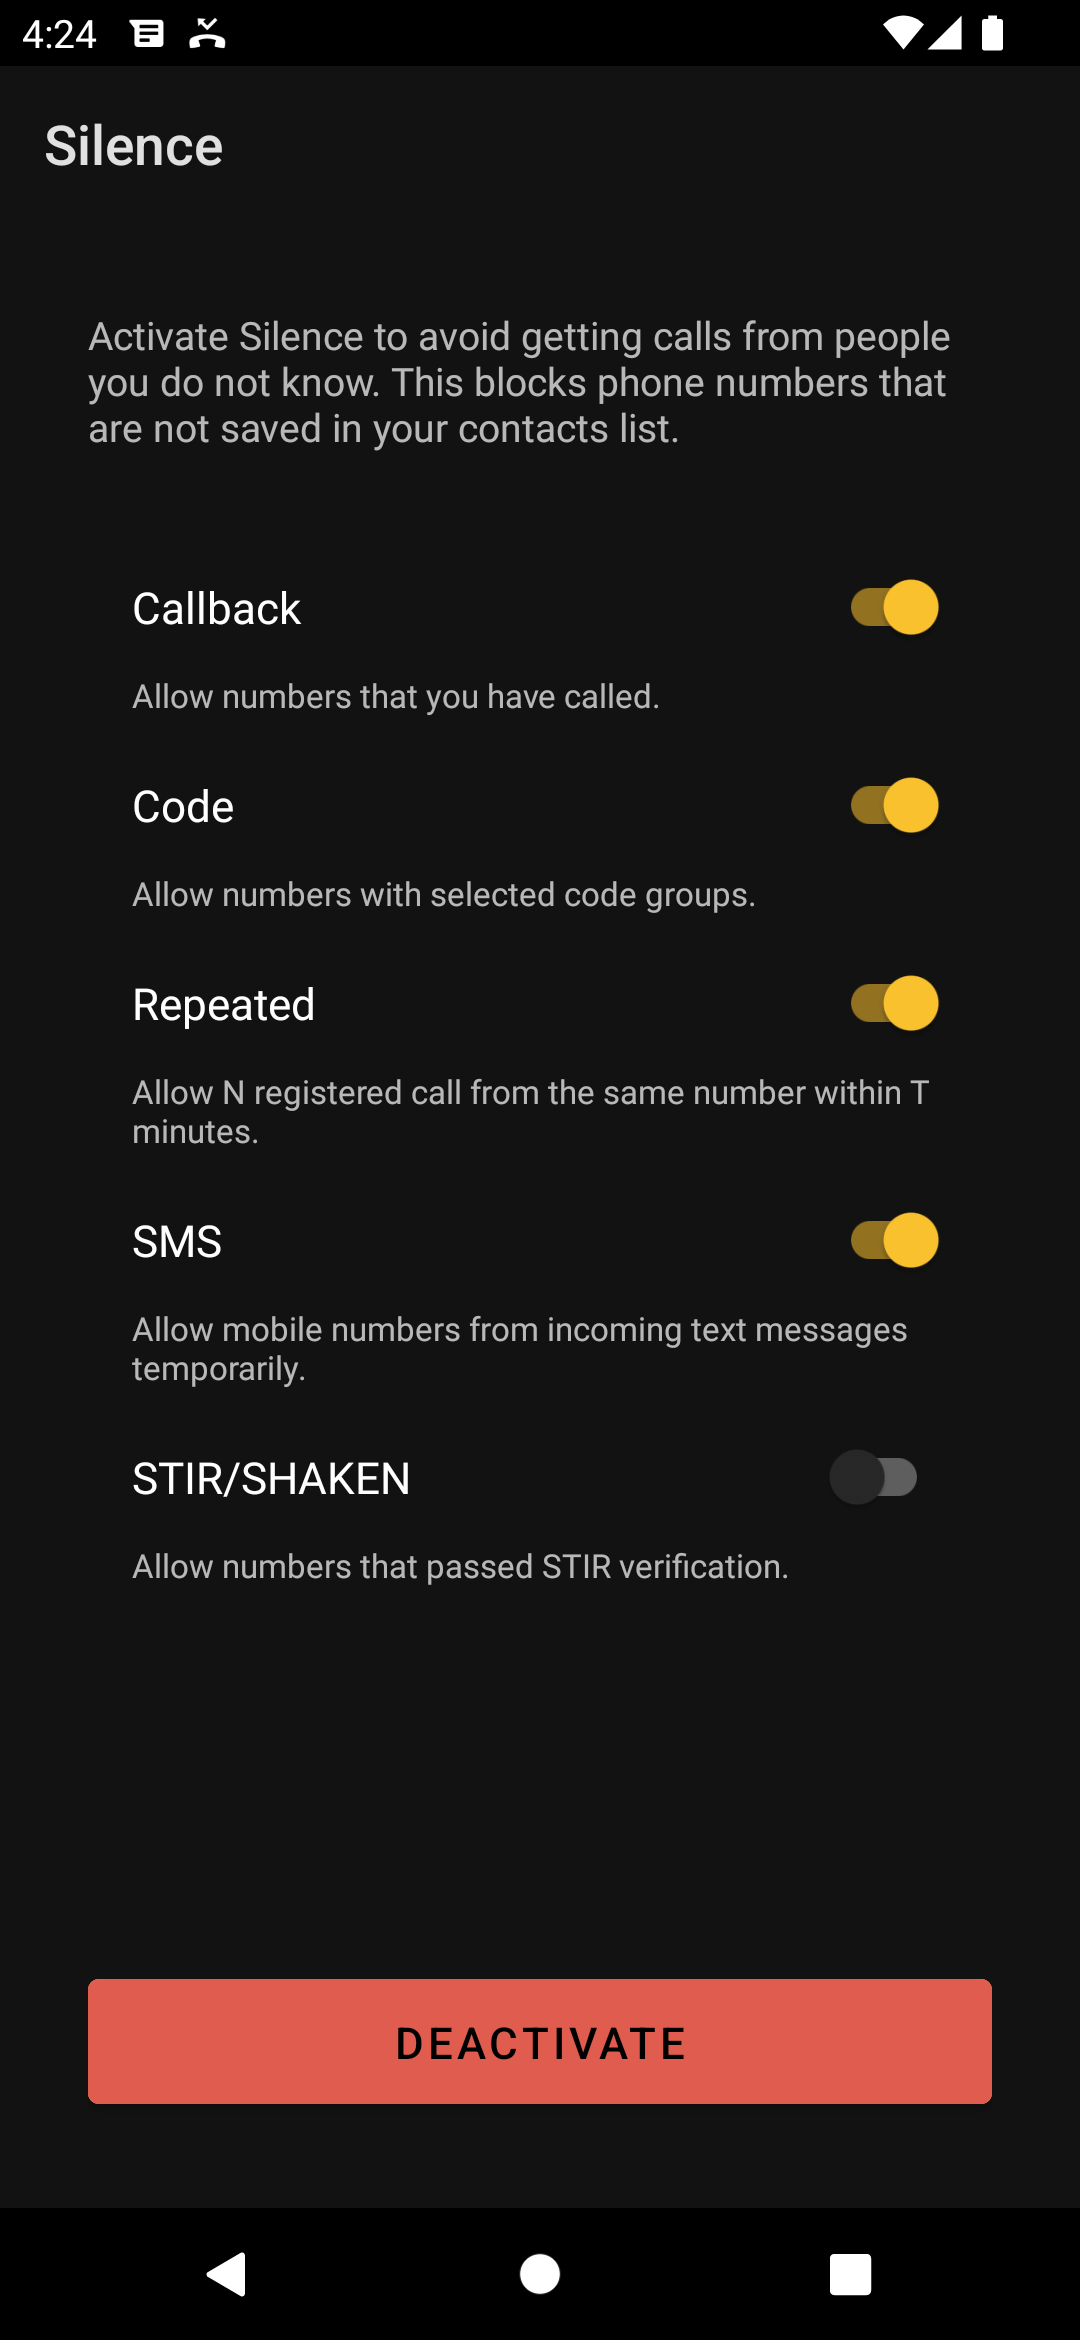 4:24
Silence
Activate Silence to avoid getting calls from people
you do not know. This blocks phone numbers that
are not saved in your contacts list.
Callback
Allow numbers that you have called.
Code
Allow numbers with selected code groups.
Repeated
Allow N registered call from the same number within T
minutes.
SMS
Allow mobile numbers from incoming text messages
temporarily.
STIR/SHAKEN
Allow numbers that passed STIR verification.
DEACTIVATE